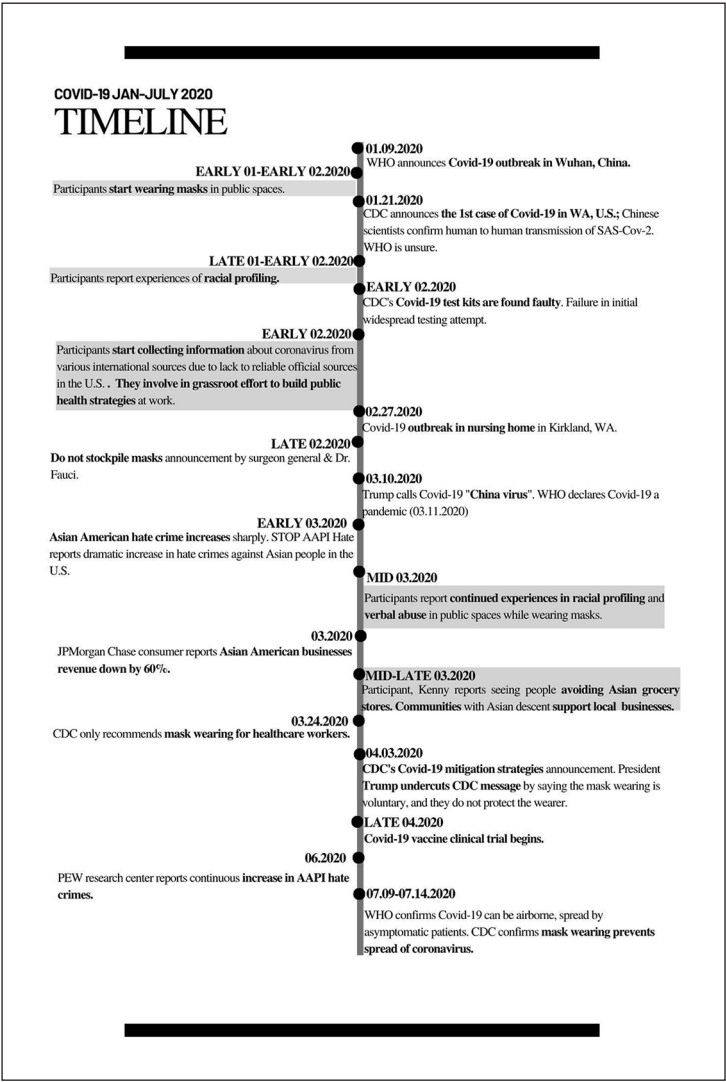 COVID-19 JAN-JULY 2020
TIMELINE
01.09.2020
WHO announces Covid-19 outbreak in Wuhan, China.
EARLY 01-EARLY 02.2020
Participants start wearing masks in public spaces.
01.21.2020
CDC announces the 1st case of Covid-19 in WA, U.S.; Chinese
scientists confirm human to human transmission of SAS-Cov-2.
WHO is unsure.
LATE 01-EARLY 02.2020
Participants report experiences of racial profiling.
EARLY 02.2020
CDC's Covid-19 test kits are found faulty. Failure in initial
widespread testing attempt.
EARLY 02.2020
Participants start collecting information about coronavirus from
various international sources due to lack to reliable official sources
in the U.S. . They involve in grassroot effort to build public
health strategies at work.
02.27.2020
Covid-19 outbreak in nursing home in Kirkland, WA.
LATE 02.2020
Do not stockpile masks announcement by surgeon general & Dr.
Fauci.
03.10.2020
Trump calls Covid-19 "China virus". WHO declares Covid-19 a
pandemic (03.11.2020)
EARLY 03.2020
Asian American hate crime increases sharply. STOP AAPI Hate
reports dramatic increase in hate crimes against Asian people in the
U.S.
MID 03.2020
Participants report continued experiences in racial profiling and
verbal abuse in public spaces while wearing masks.
03.2020
JPMorgan Chase consumer reports Asian American businesses
revenue down by 60%.
MID-LATE 03.2020
Participant, Kenny reports seeing people avoiding Asian grocery
stores. Communities with Asian descent support local businesses.
03.24.2020
CDC only recommends mask wearing for healthcare workers.
04.03.2020
CDC's Covid-19 mitigation strategies announcement. President
Trump undercuts CDC message by saying the mask wearing is
voluntary, and they do not protect the wearer.
LATE 04.2020
Covid-19 vaccine clinical trial begins.
06.2020
PEW research center reports continuous increase in AAPI hate
crimes.
07.09-07.14.2020
WHO confirms Covid-19 can be airborne, spread by
asymptomatic patients. CDC confirms mask wearing prevents
spread of coronavirus.